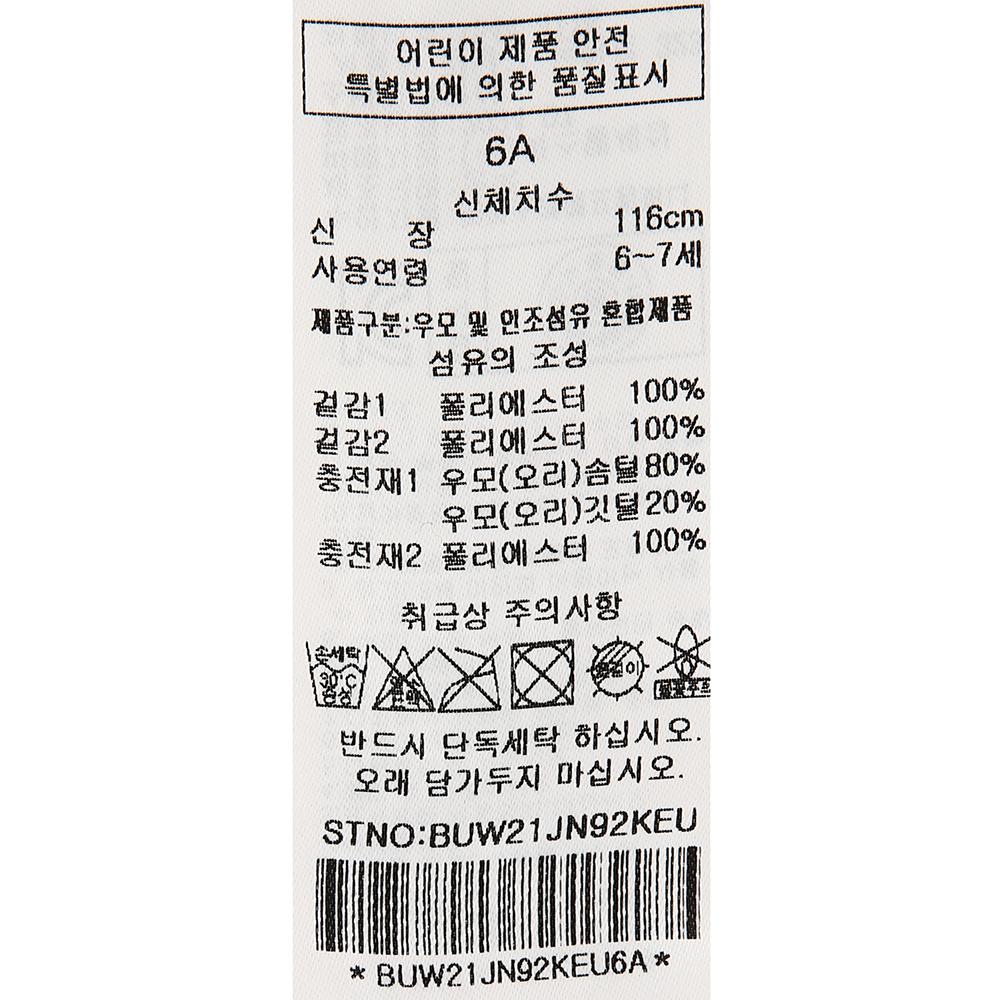 어린이 제품 안전
특별법에 의한 품질표시
6A
신체치수
신 장 116cm
사용연령 6~7세
제품구분:우모 및 인조섬유 혼합제품
섬유의 조성
겉감1 폴리에스터 100%
겉감2 폴리에스터 100%
충전재1 우모(오리)솜털 80%
우모(오리)깃털 20%
충전재2 폴리에스터 100%
취급상 주의사항
손세탁
30°C
중성
반드시 단독세탁 하십시오.
오래 담가두지 마십시오.
STNO:BUW21JN92KEU
*BUW21JN92KEU6A*